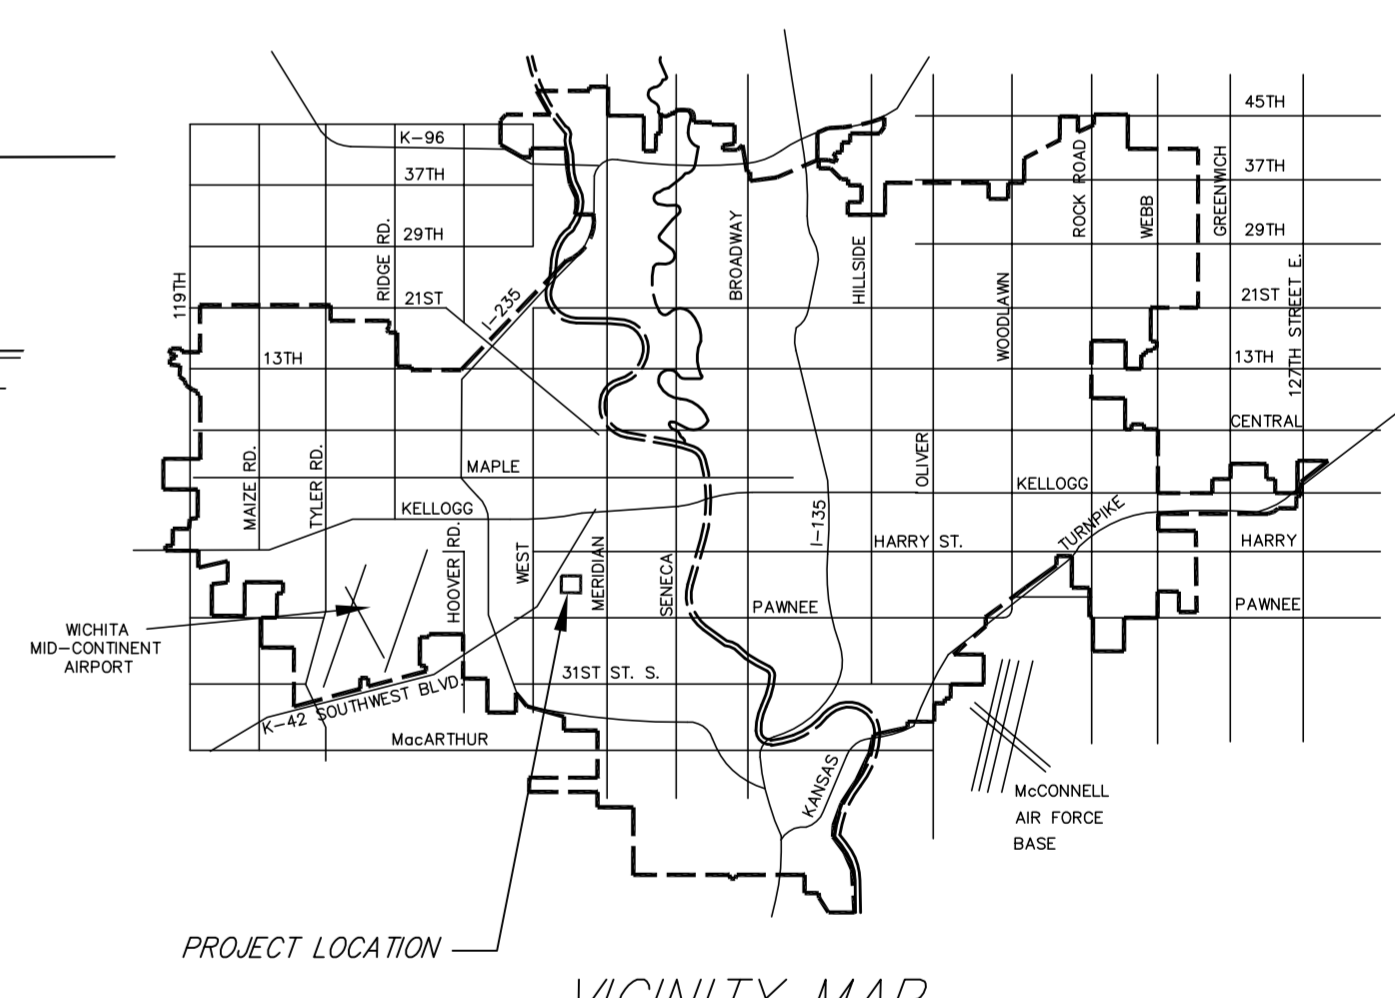 45TH
K-96
37TH
37TH
ROCK ROAD
GREENWICH
WEBB
29TH
29TH
RIDGE RD.
BROADWAY
HILLSIDE
119TH
21ST
21ST
I-235
WOODLAWN
127TH STREET E.
13TH
13TH
CENTRAL
MAIZE RD.
TYLER RD.
MAPLE
OLIVER
KELLOGG
KELLOGG
I-135
TURNPIKE
HOOVER RD.
WEST
MERIDIAN
SENECA
HARRY ST.
HARRY
PAWNEE
PAWNEE
WICHITA
MID-CONTINENT
AIRPORT
31ST ST. S.
K-42 SOUTHWEST BLVD.
MacARTHUR
KANSAS
McCONNELL
AIR FORCE
BASE
PROJECT LOCATION
VICINITY MAP